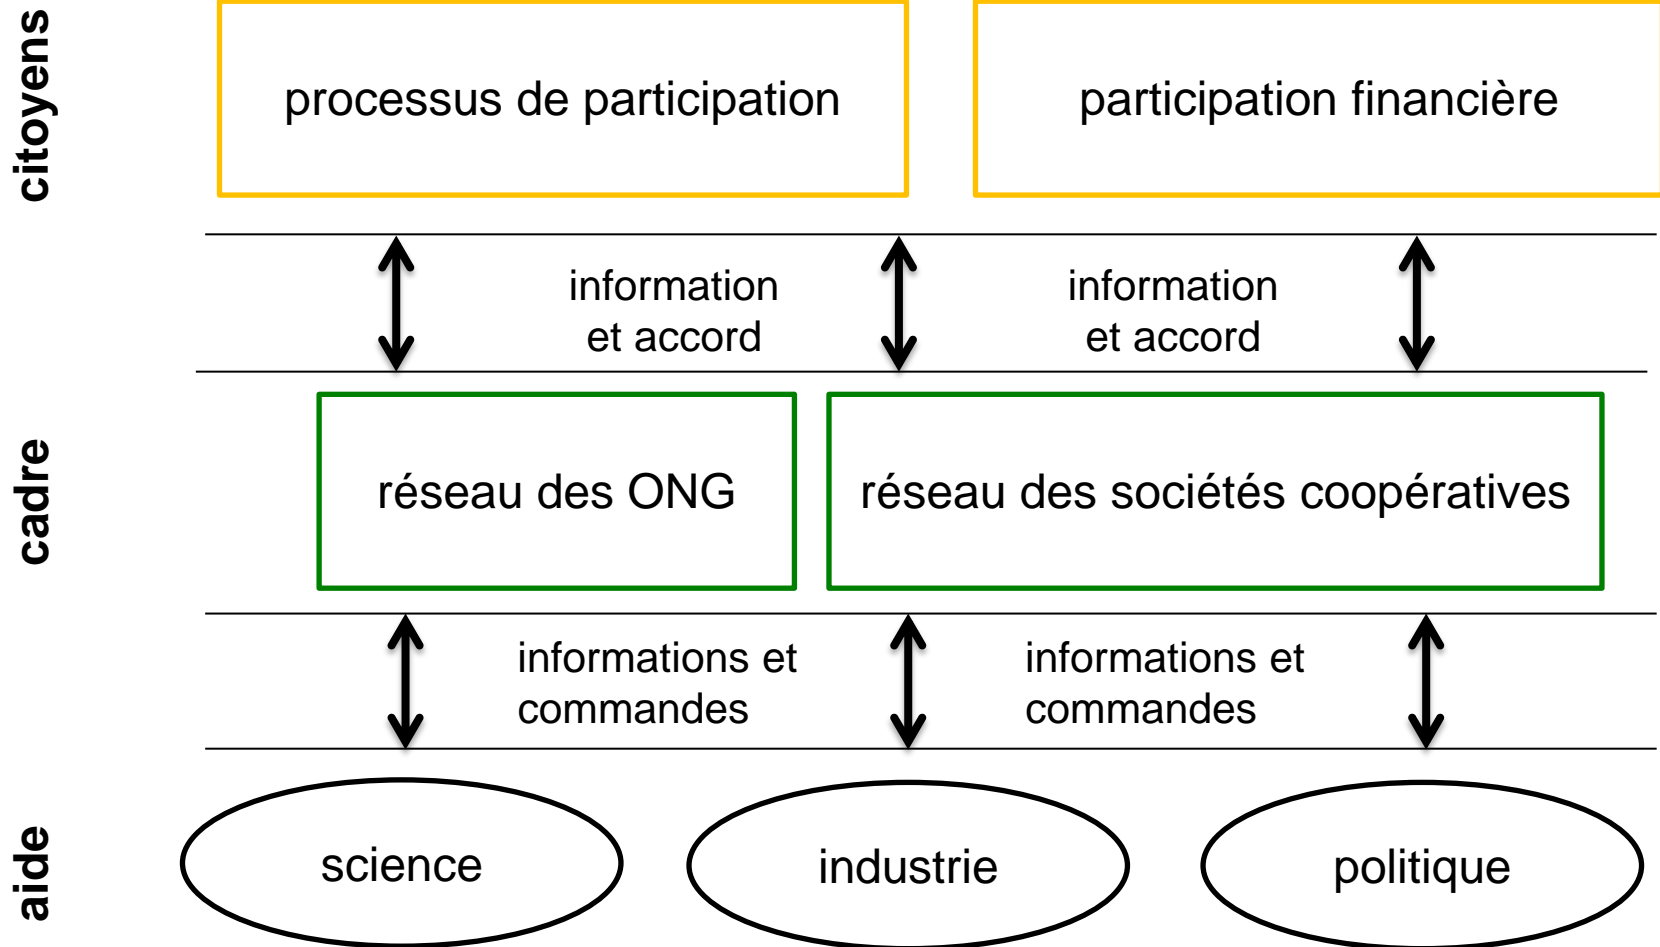 citoyens
processus de participation
participation financière
information
et accord
information
et accord
cadre
réseau des ONG
réseau des sociétés coopératives
informations et
commandes
informations et
commandes
aide
science
industrie
politique